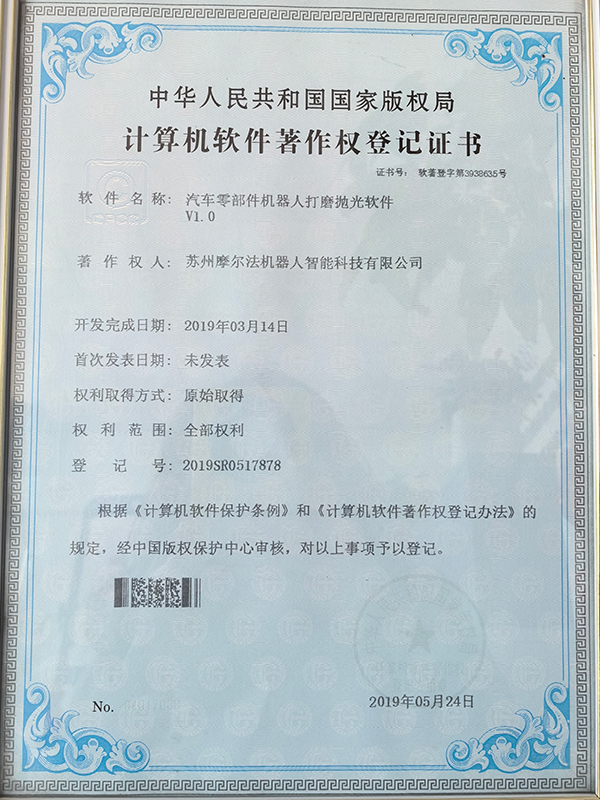 中华人民共和国国家版权局
计算机软件著作权登记证书
证书号： 软著登字第3938635号
软件名称： 汽车零部件机器人打磨抛光软件
V1.0
著作权人： 苏州摩尔法机器人智能科技有限公司
开发完成日期： 2019年03月14日
首次发表日期： 未发表
权利取得方式： 原始取得
权利范围： 全部权利
登记号： 2019SR0517878
根据《计算机软件保护条例》和《计算机软件著作权登记办法》的
规定，经中国版权保护中心审核，对以上事项予以登记。
No.
2019年05月24日